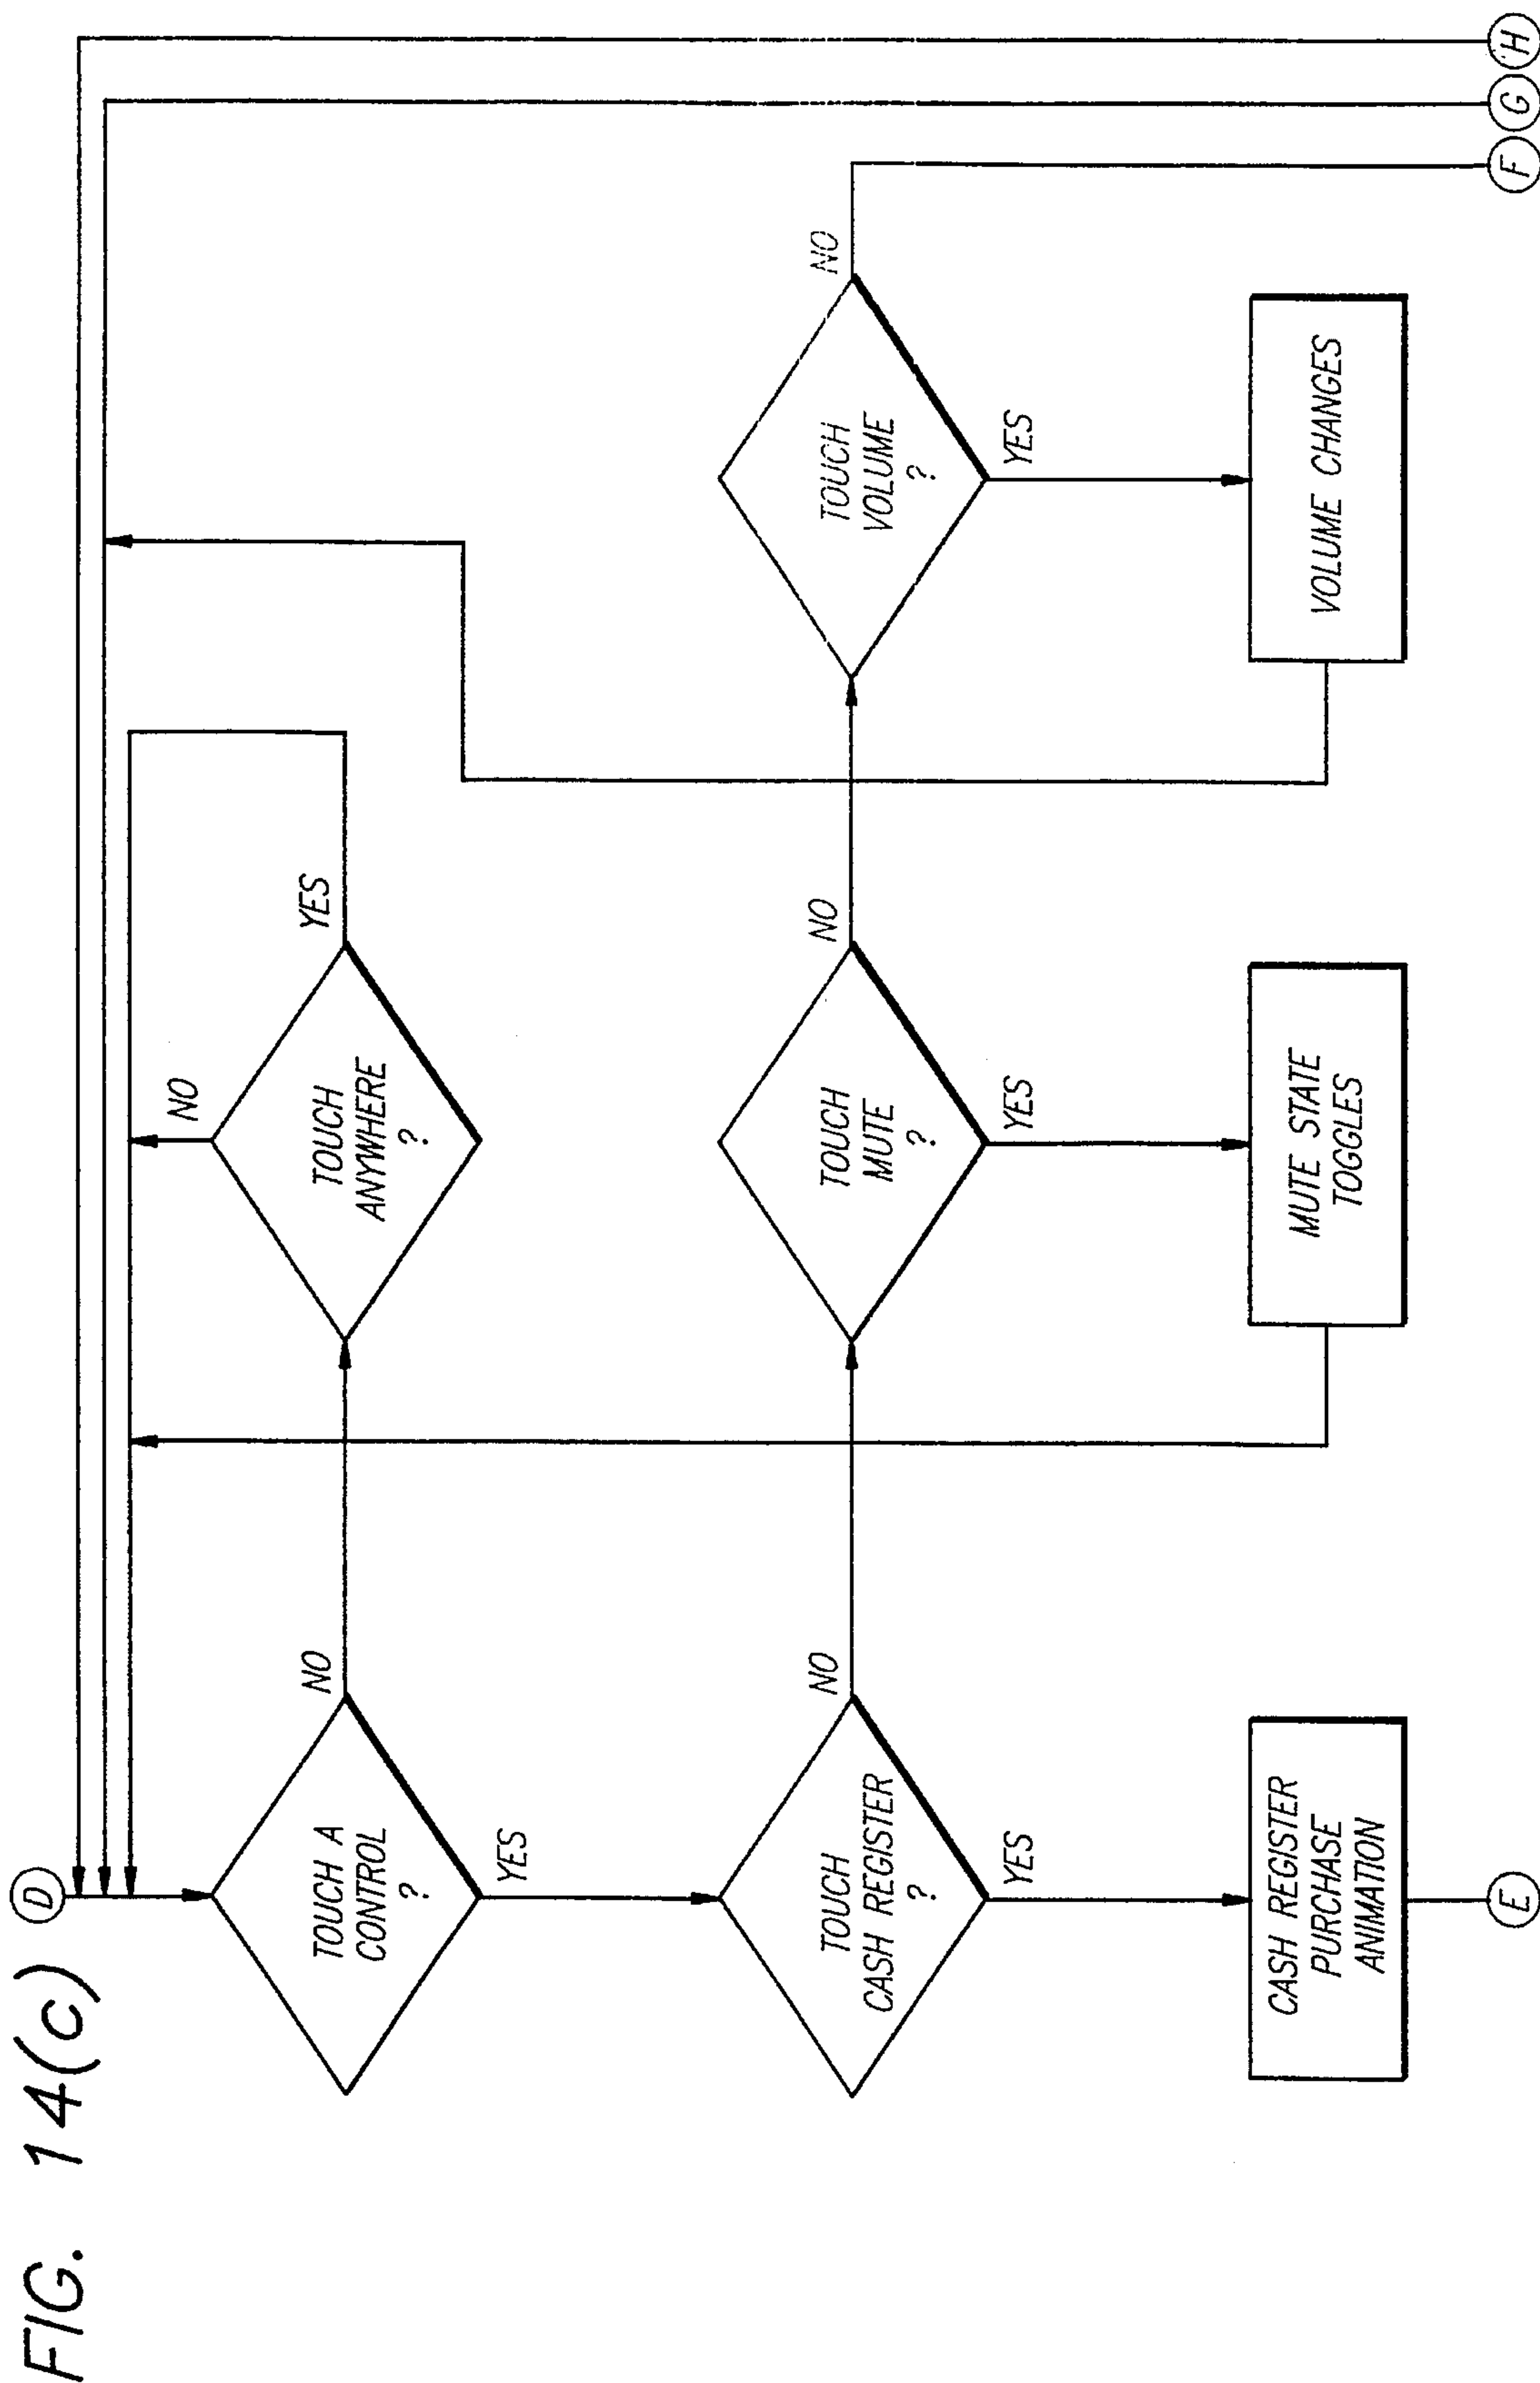 FIG. 14(c)
D
TOUCH A
CONTROL
?
NO
YES
TOUCH
ANYWHERE
?
NO
YES
TOUCH
CASH REGISTER
?
NO
YES
TOUCH
MUTE
?
NO
YES
TOUCH
VOLUME
?
NO
YES
CASH REGISTER
PURCHASE
ANIMATION
MUTE STATE
TOGGLES
VOLUME CHANGES
E
F
G
H